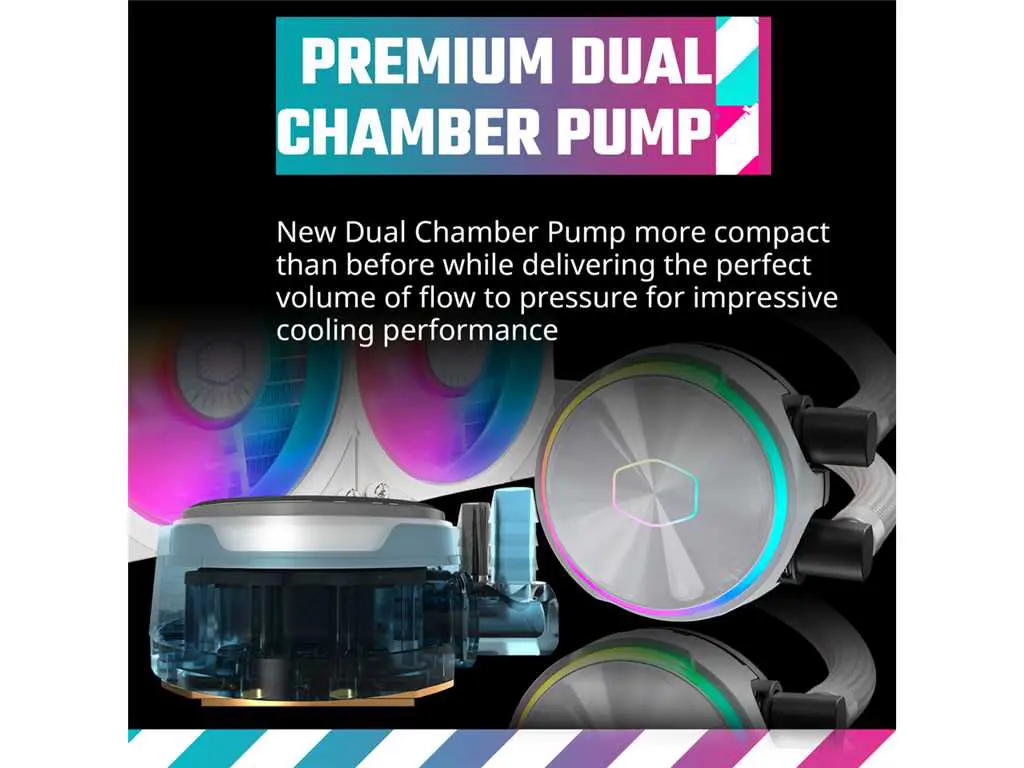 PREMIUM DUAL
CHAMBER PUMP
New Dual Chamber Pump more compact
than before while delivering the perfect
volume of flow to pressure for impressive
cooling performance